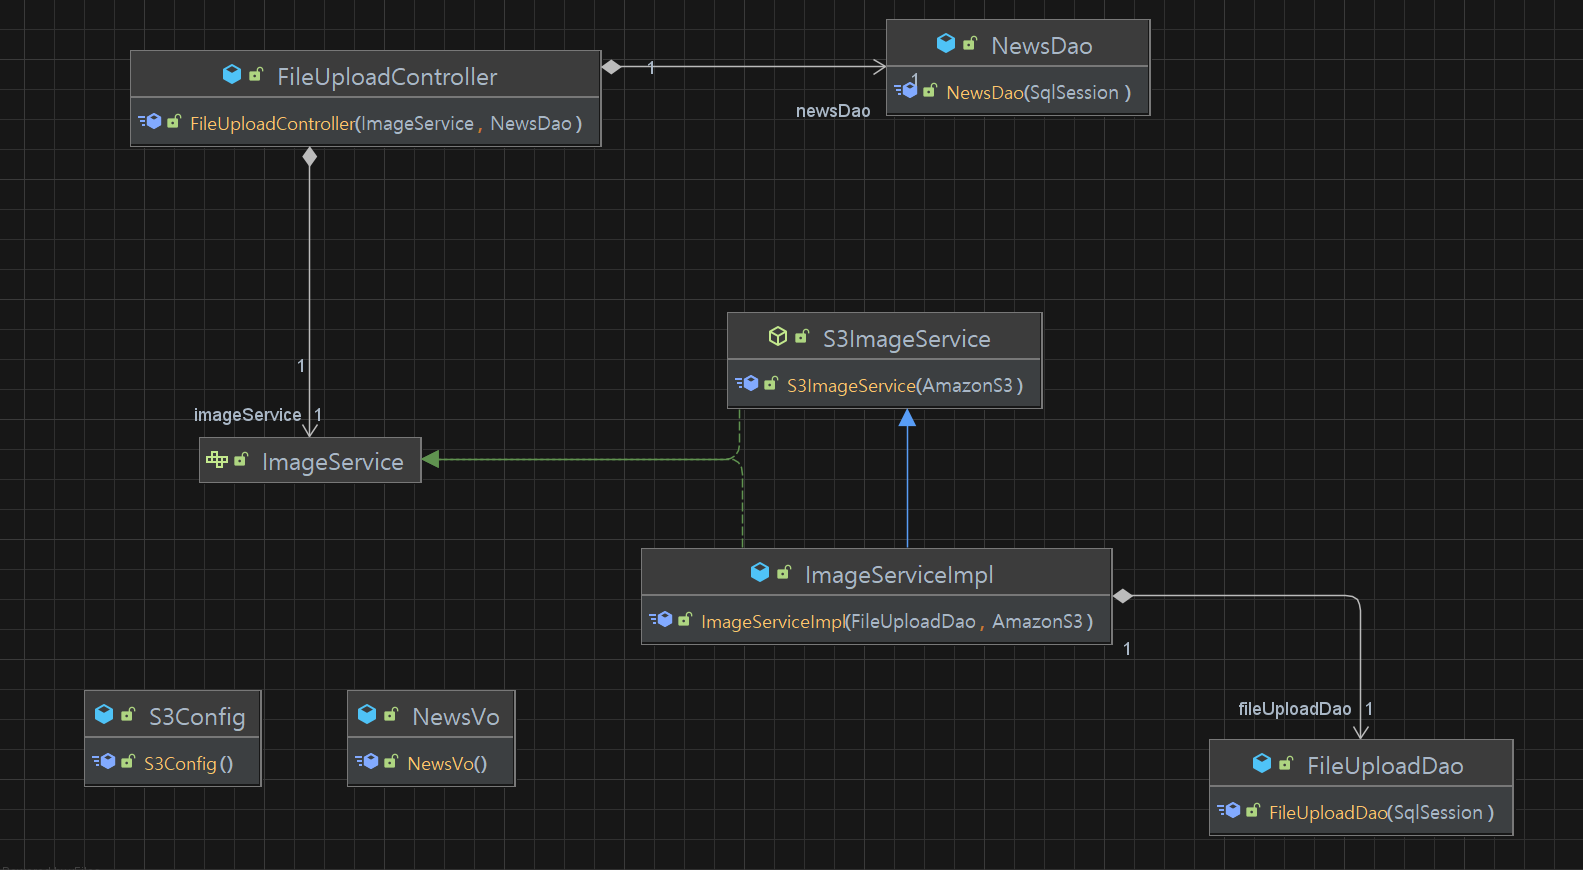 FileUploadController
FileUploadController(ImageService, NewsDao)
1
newsDao
NewsDao
1
NewsDao(SqlSession)
1
imageService 1
ImageService
S3ImageService
S3ImageService(AmazonS3)
ImageServiceImpl
ImageServiceImpl(FileUploadDao, AmazonS3)
1
fileUploadDao 1
FileUploadDao
FileUploadDao(SqlSession)
S3Config
S3Config()
NewsVo
NewsVo()